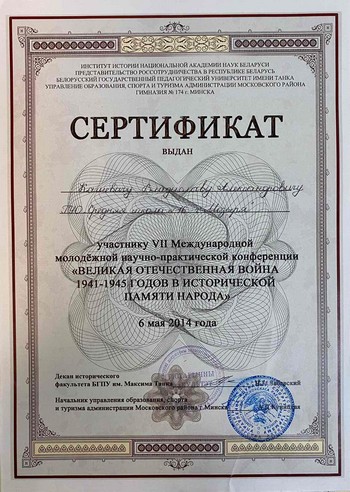 ИНСТИТУТ ИСТОРИИ НАЦИОНАЛЬНОЙ АКАДЕМИИ НАУК БЕЛАРУСИ
ПРЕДСТАВИТЕЛЬСТВО РОССОТРУДНИЧЕСТВА В РЕСПУБЛИКЕ БЕЛАРУСЬ
БЕЛОРУССКИЙ ГОСУДАРСТВЕННЫЙ ПЕДАГОГИЧЕСКИЙ УНИВЕРСИТЕТ ИМЕНИ ТАНКА
УПРАВЛЕНИЕ ОБРАЗОВАНИЯ, СПОРТА И ТУРИЗМА АДМИНИСТРАЦИИ МОСКОВСКОГО РАЙОНА
ГИМНАЗИЯ № 174 г. МИНСКА
СЕРТИФИКАТ
ВЫДАН
Владиславу Александровичу
участнику VII Международной
молодёжной научно-практической конференции
«ВЕЛИКАЯ ОТЕЧЕСТВЕННАЯ ВОЙНА
1941-1945 ГОДОВ В ИСТОРИЧЕСКОЙ
ПАМЯТИ НАРОДА»
6 мая 2014 года
Декан исторического
факультета БГПУ им. Максима Танка
Начальник управления образования, спорта
и туризма администрации Московского района г.Минска